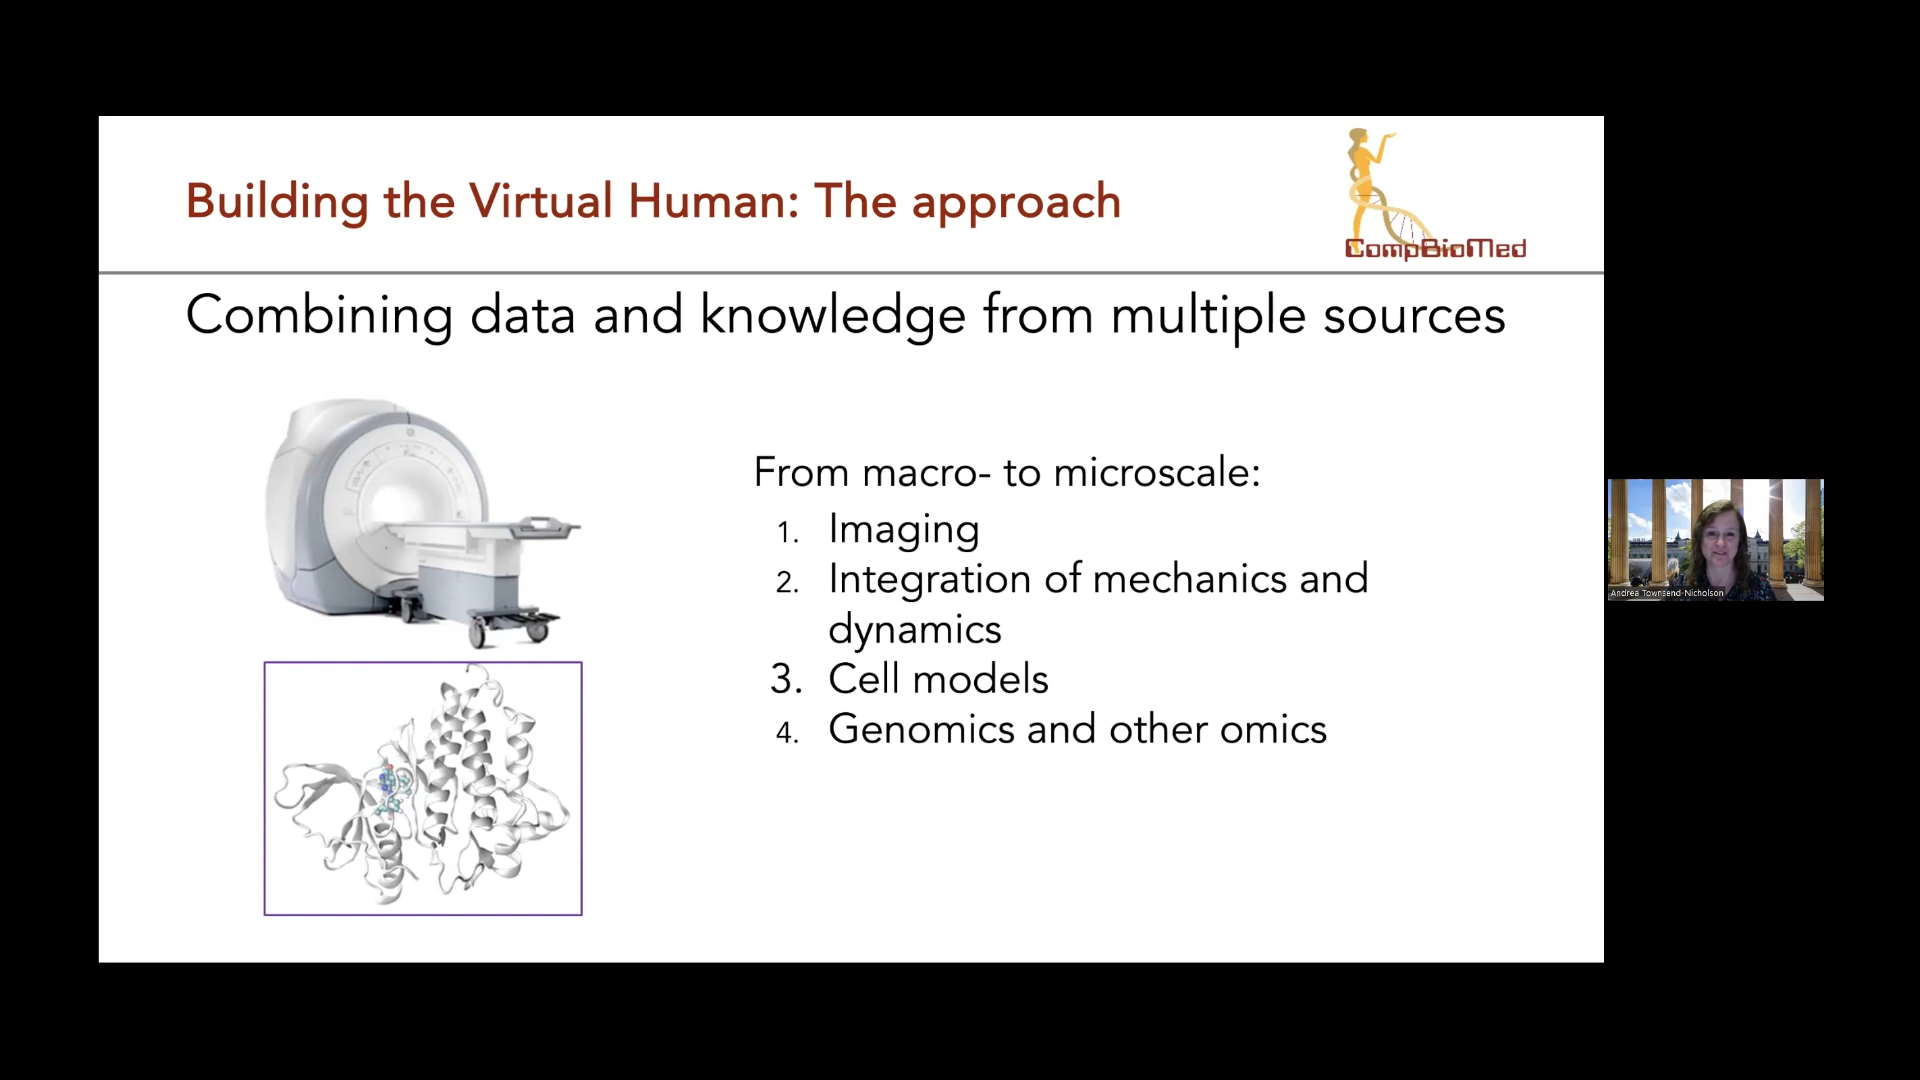 Building the Virtual Human: The approach
CompBioMed
Combining data and knowledge from multiple sources
From macro- to microscale:
1. Imaging
2. Integration of mechanics and
dynamics
3. Cell models
4. Genomics and other omics
Andrea Townsend-Nicholson